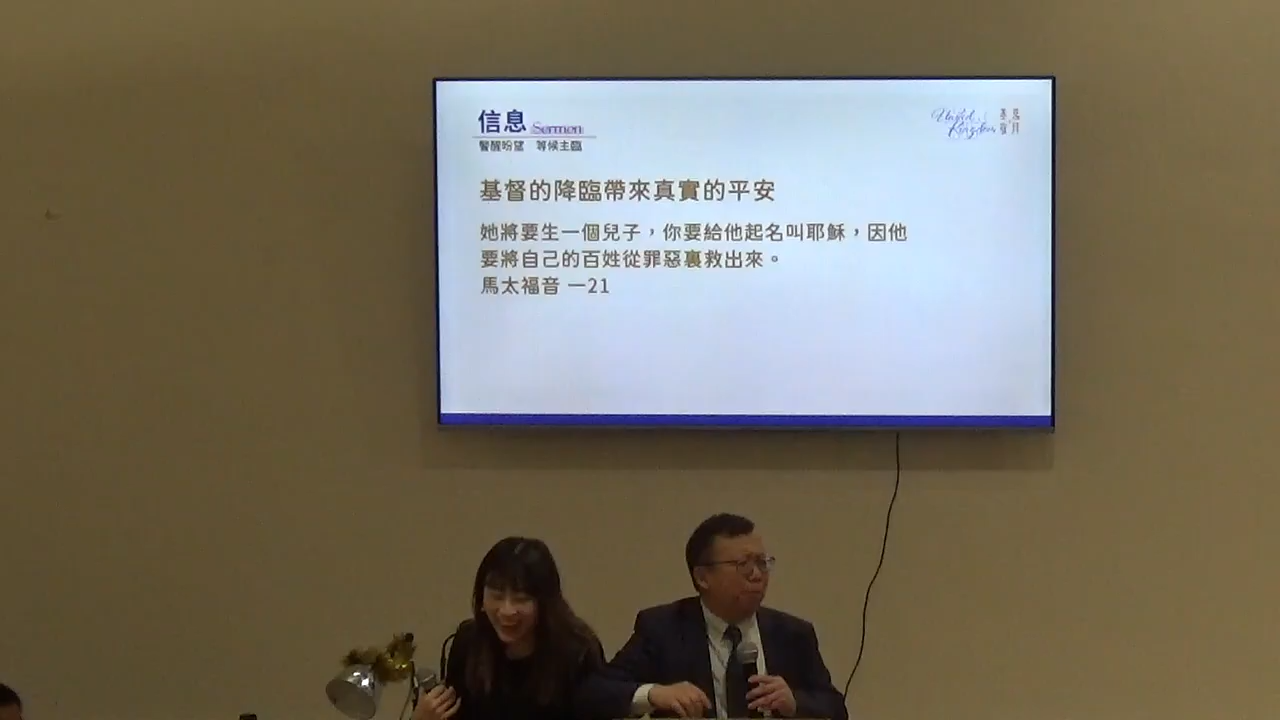 信息 Sermon
警醒盼望 等候主臨
United Kingdom
基督的降臨帶來真實的平安
她將要生一個兒子，你要給他起名叫耶穌，因他
要將自己的百姓從罪惡裏救出來。
馬太福音 一21